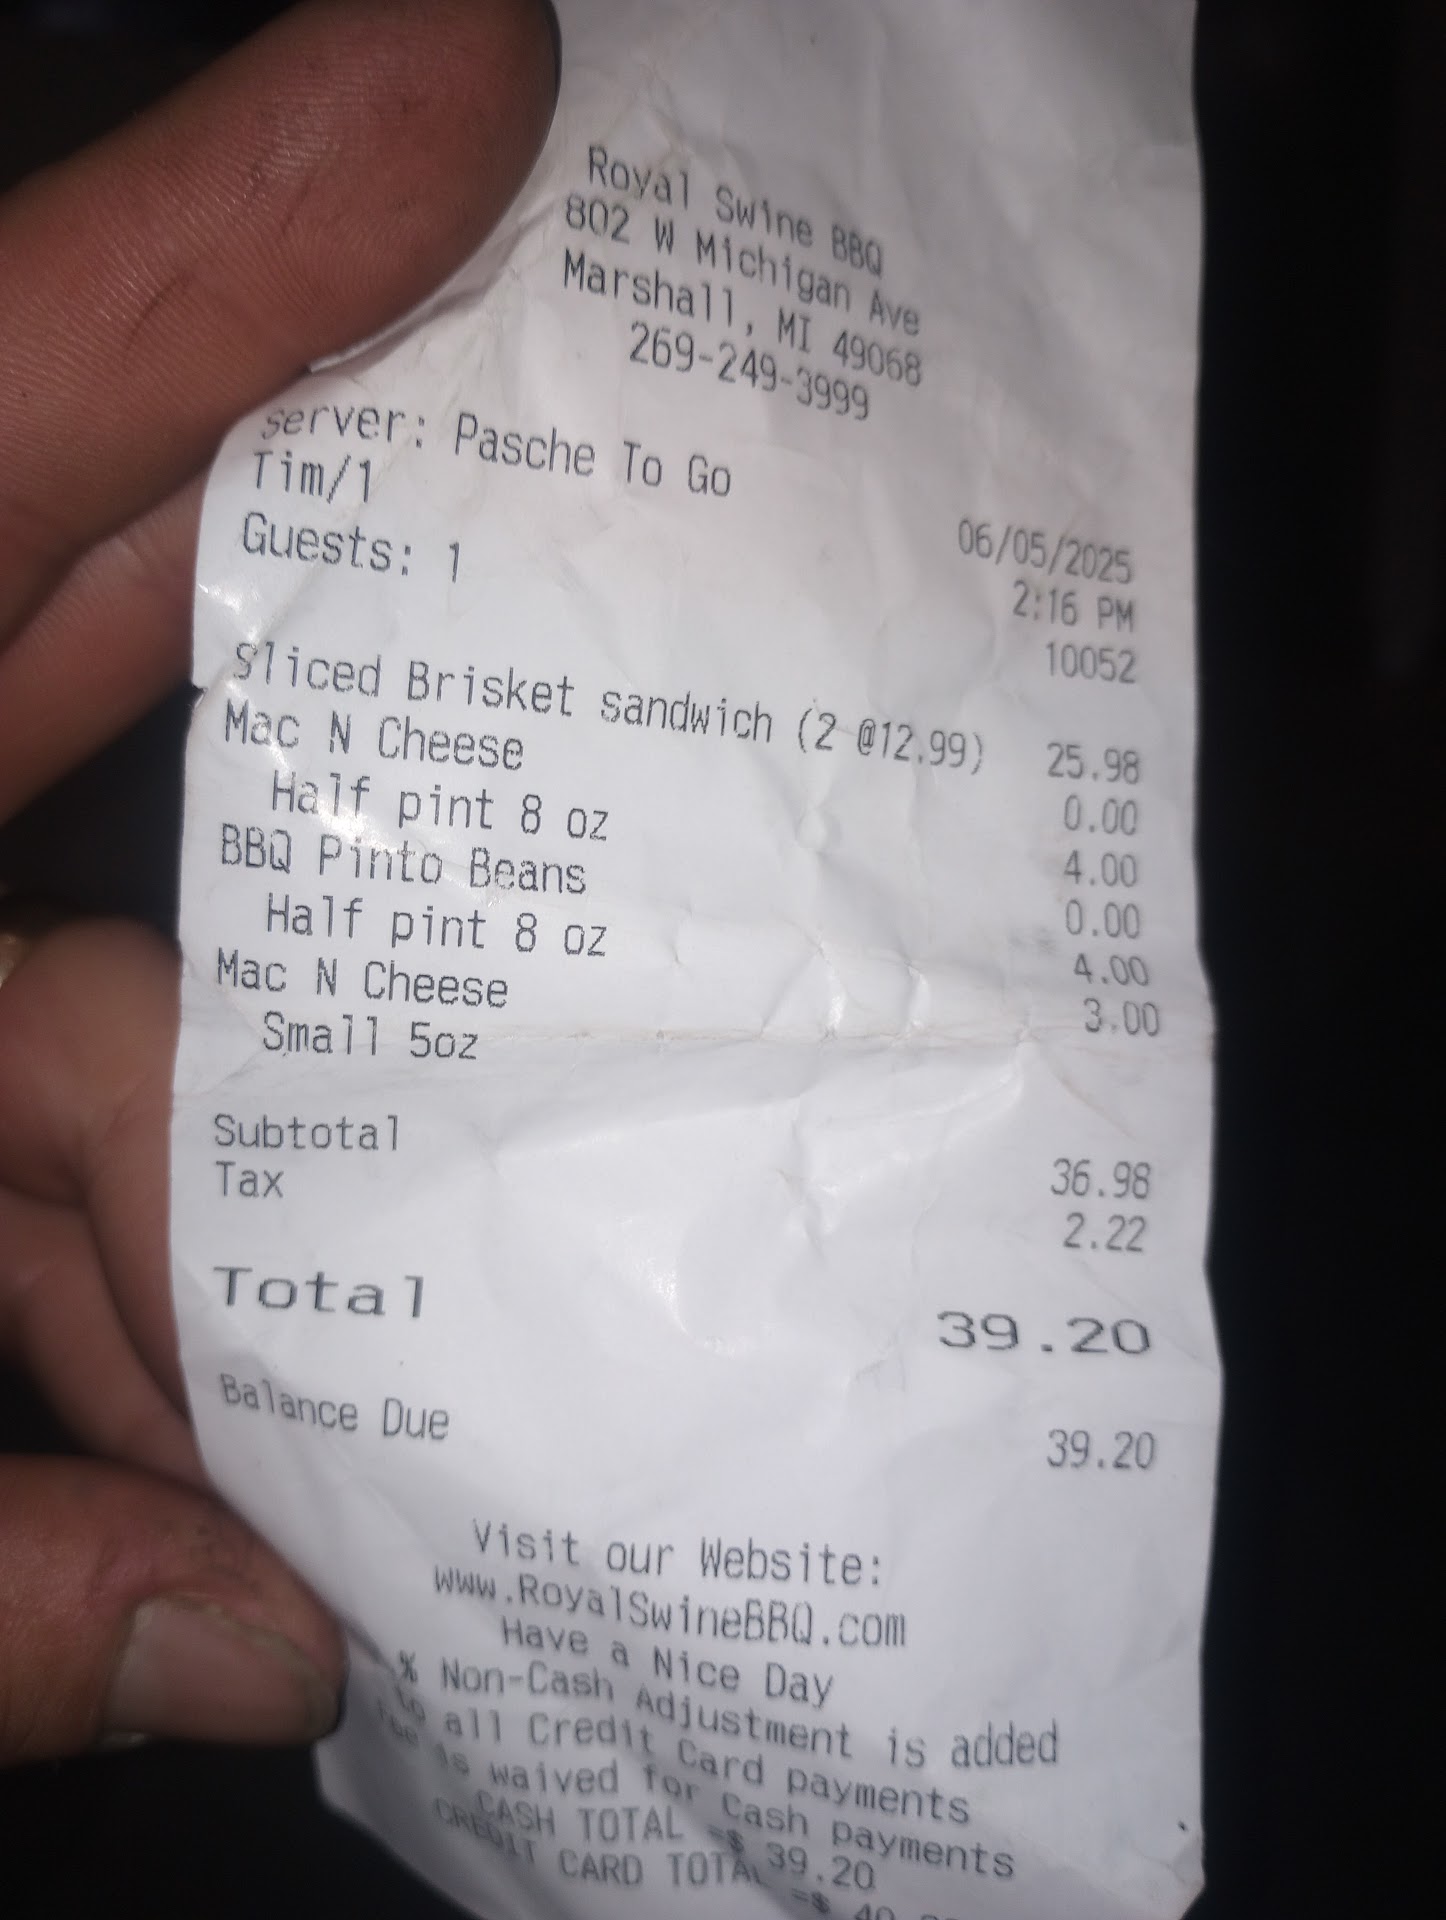 Royal Swine BBQ
802 W Michigan Ave
Marshall, MI 49068
269-249-3999
Server: Pasche To Go
06/05/2025
Tim/1
2:16 PM
Guests: 1
10052
Sliced Brisket sandwich (2 @12.99) 25.98
Mac N Cheese 0.00
Half pint 8 oz 4.00
BBQ Pinto Beans 0.00
Half pint 8 oz 4.00
Mac N Cheese
Small 5oz 3.00
Subtotal 36.98
Tax 2.22
Total 39.20
Balance Due 39.20
Visit our Website:
www.RoyalSwineBBQ.com
Have a Nice Day
% Non-Cash Adjustment is added
to all Credit Card payments
Fee is waived for Cash payments
CASH TOTAL =$ 39.20
CREDIT CARD TOTAL =$ 40.